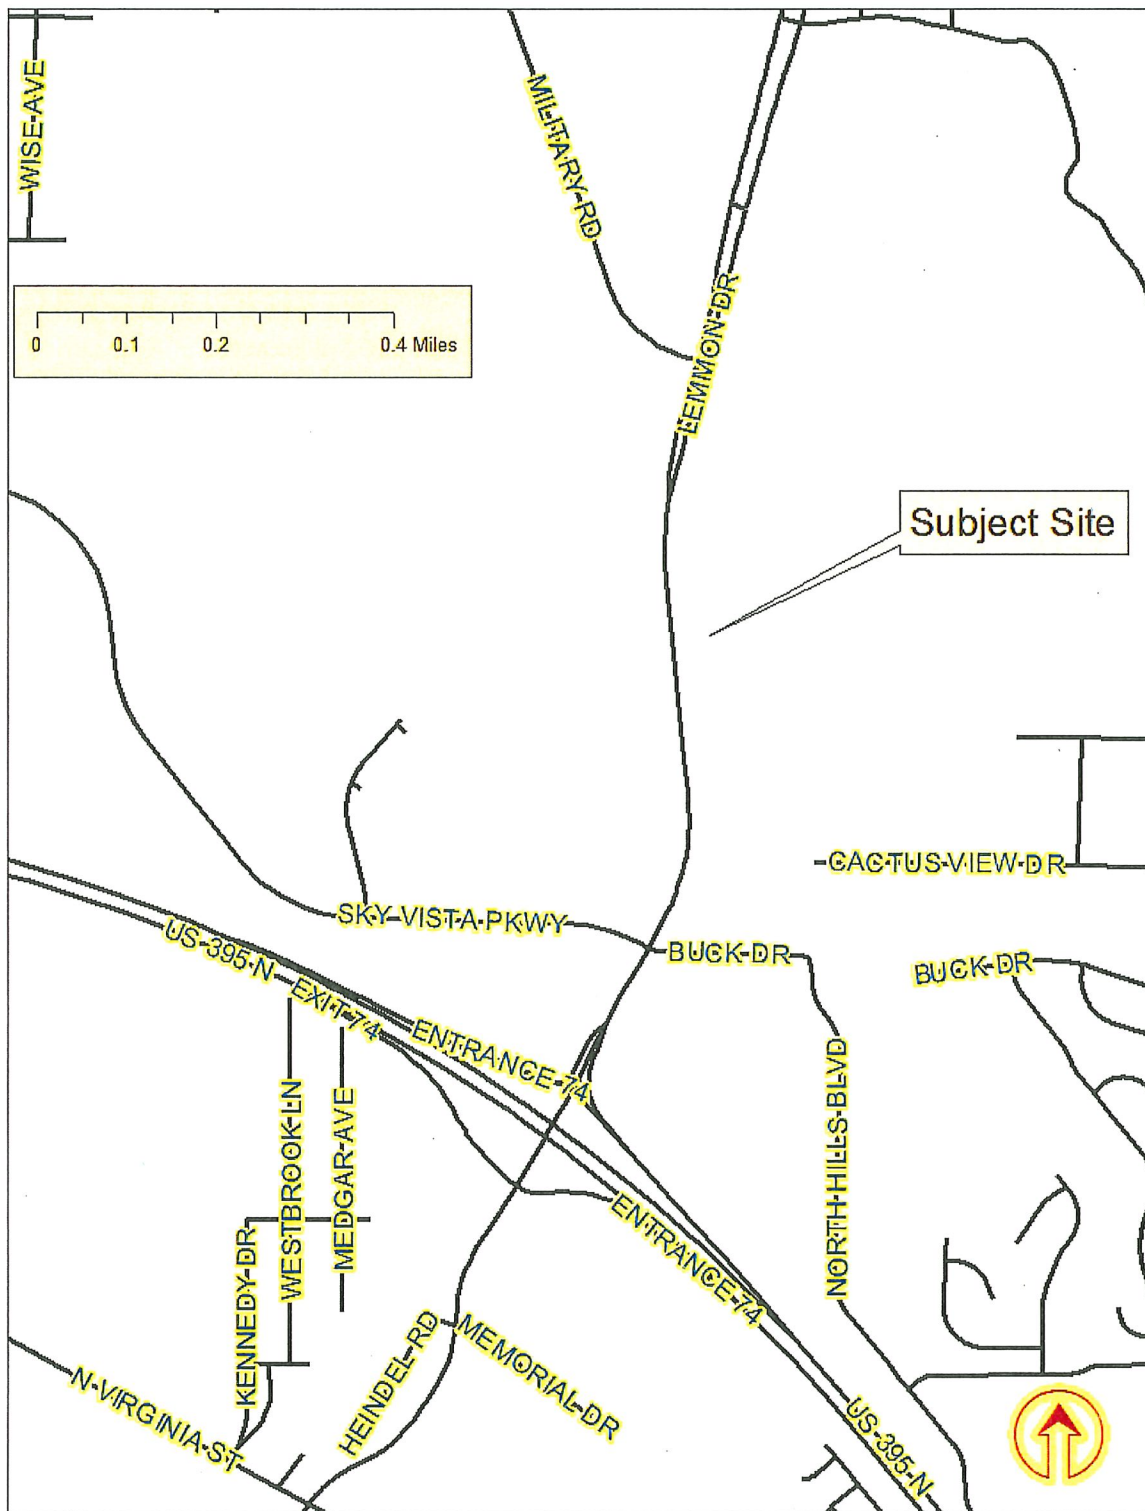 WISE AVE
MILITARY RD
LEMMON DR
0 0.1 0.2 0.4 Miles
Subject Site
CACTUS VIEW DR
SKY VISTA PKWY
BUCK DR
BUCK DR
US-395-N
EXIT 74
ENTRANCE 74
WESTBROOK LN
MEDGAR AVE
NORTH HILLS BLVD
KENNEDY DR
ENTRANCE 74
HEINDEL RD
MEMORIAL DR
N VIRGINIA ST
US-395-N